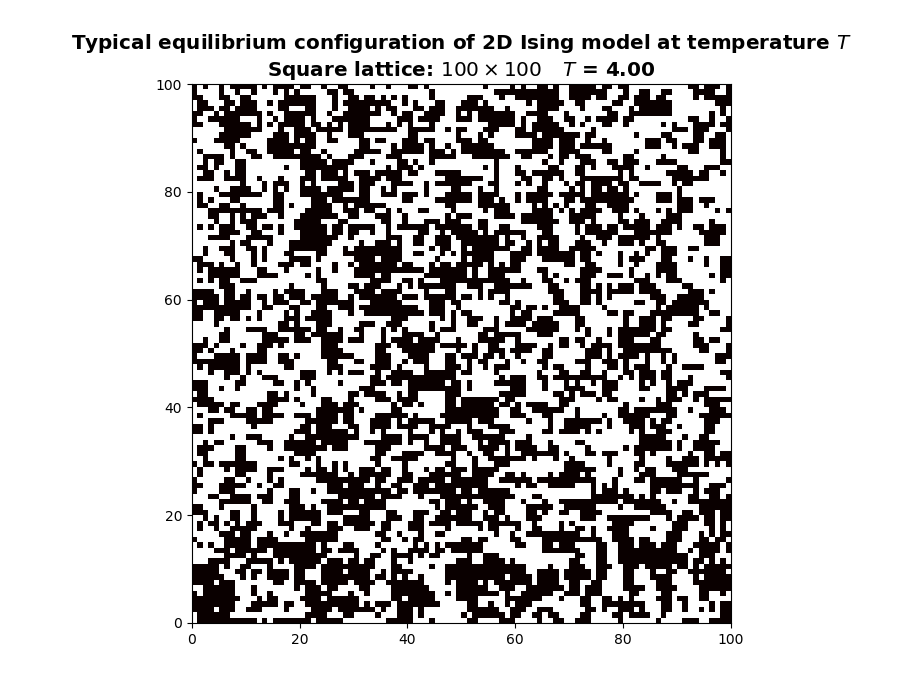 Typical equilibrium configuration of 2D Ising model at temperature T
Square lattice: 100 × 100 T = 4.00
100
80
60
40
20
0
0 20 40 60 80 100